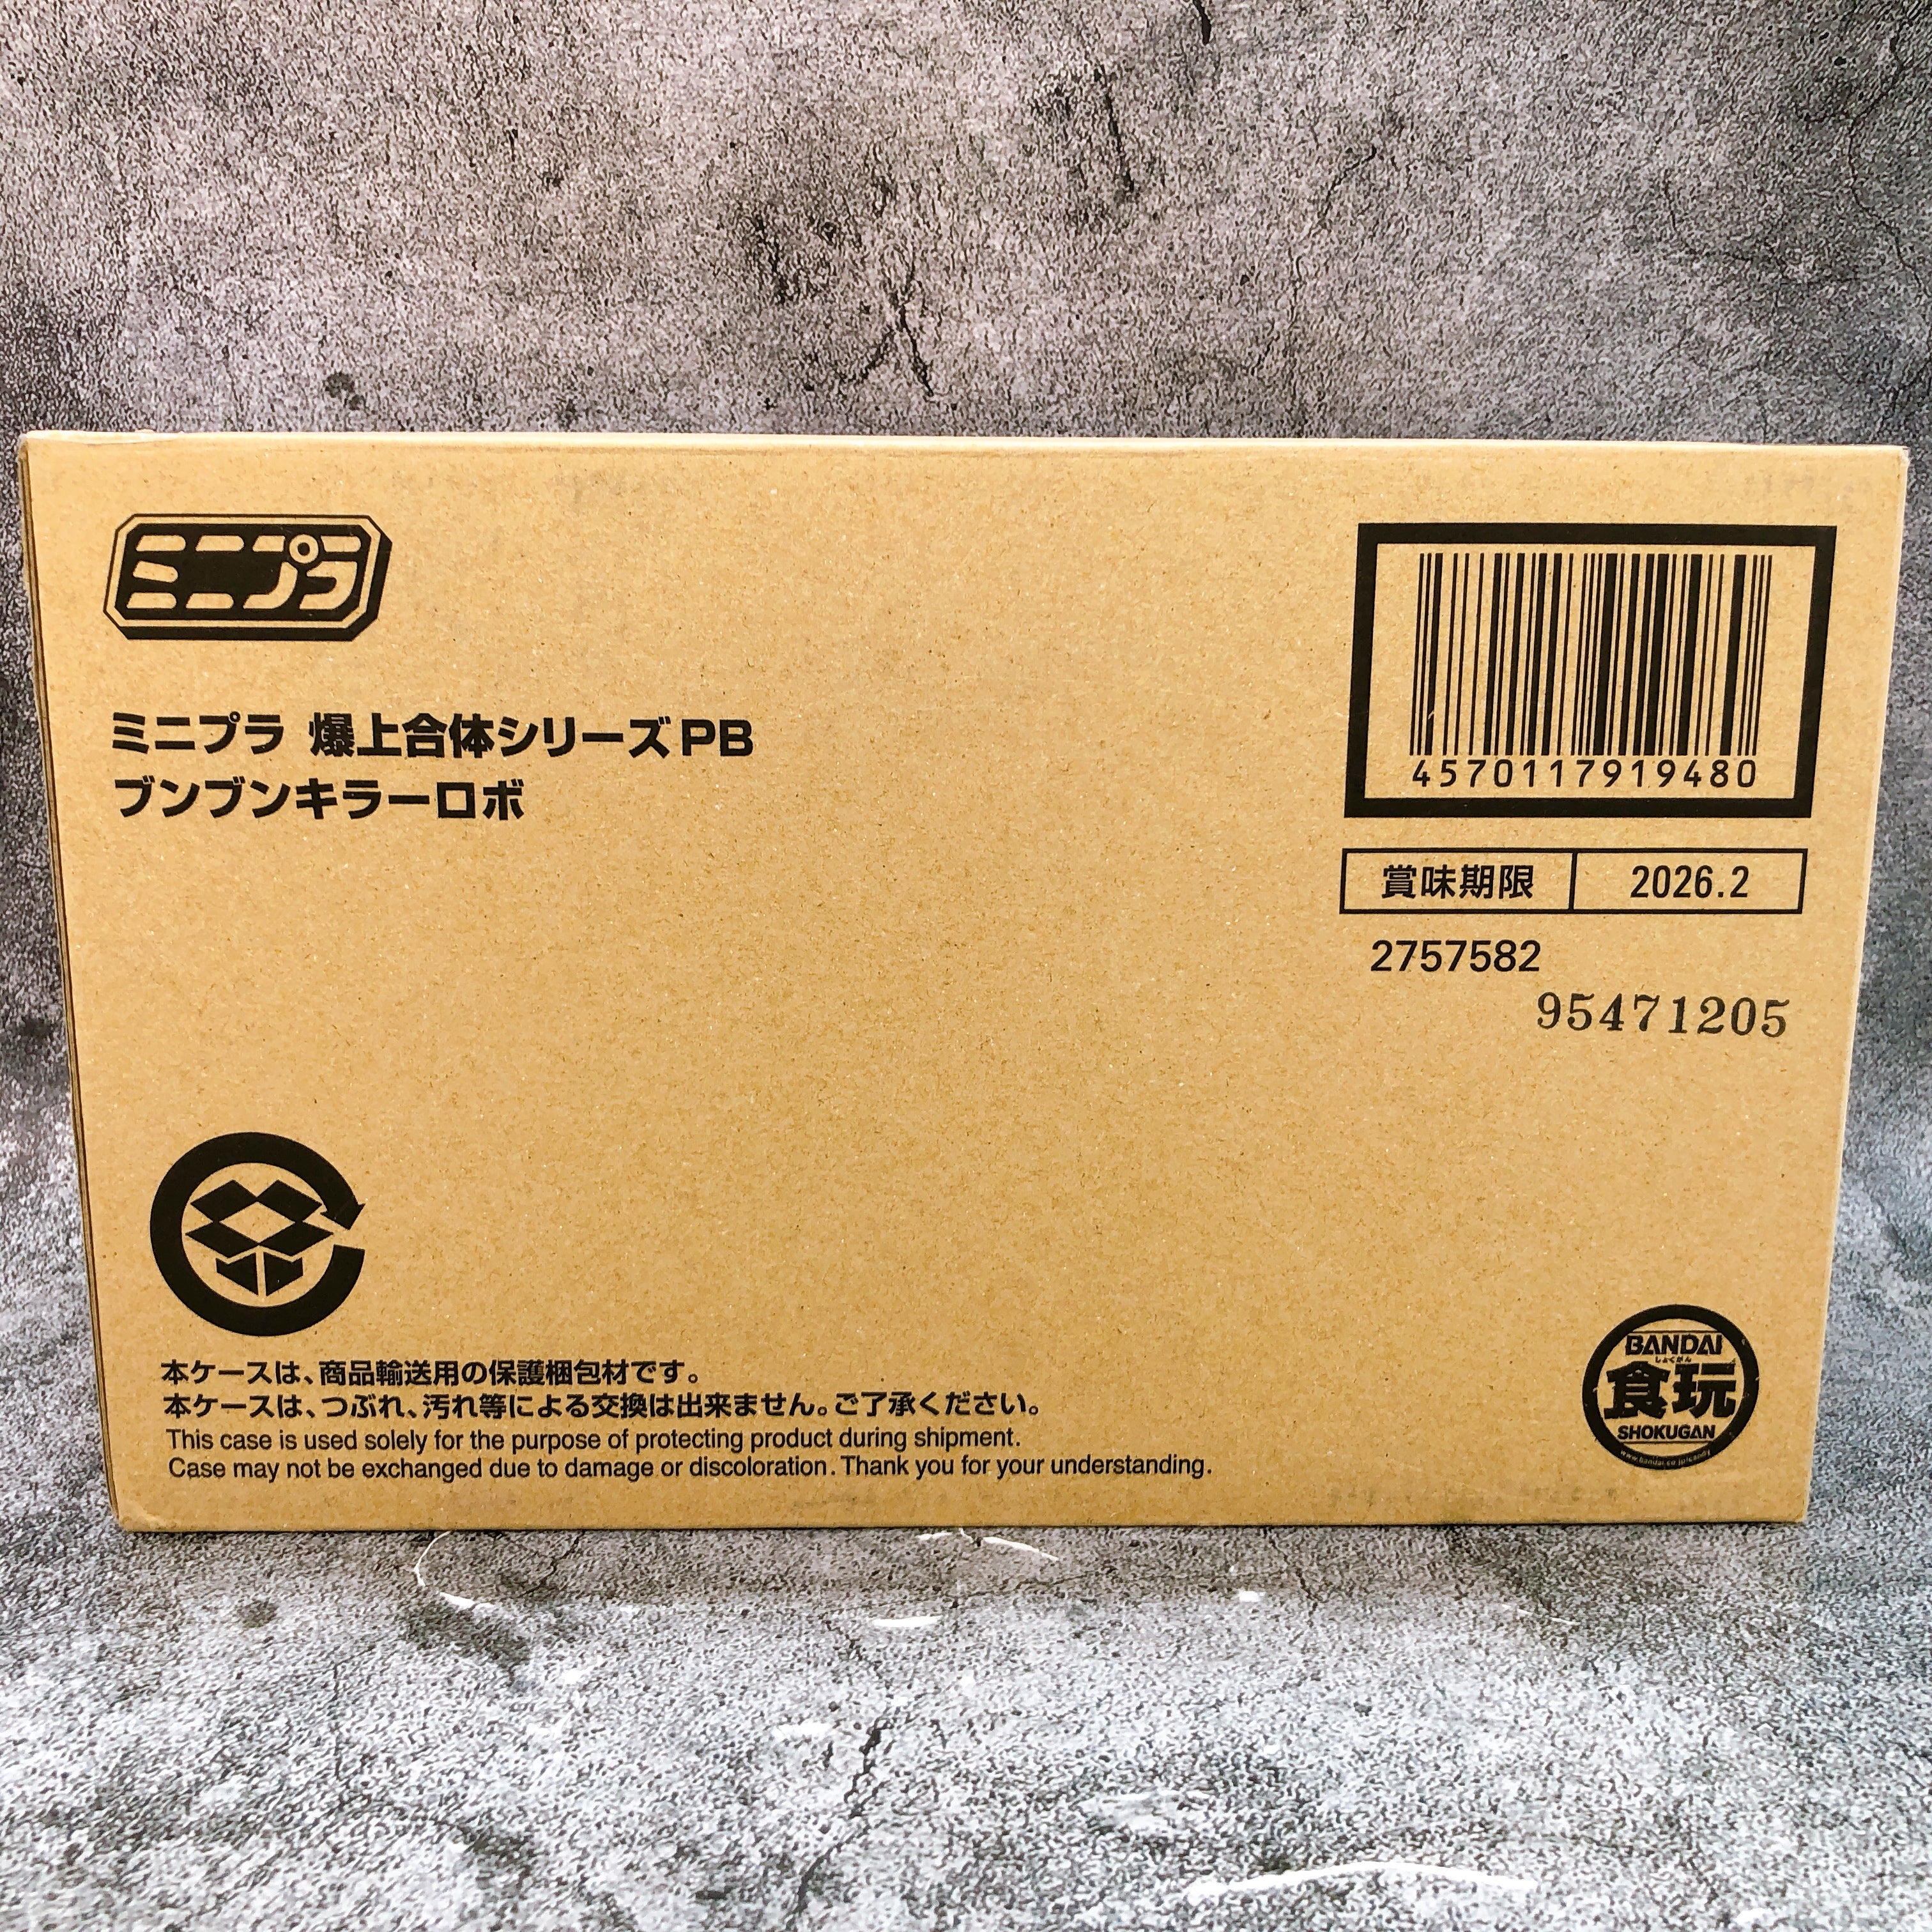 ミニプラ
ミニプラ 爆上合体シリーズPB
ブンブンキラーロボ
4570117919480
賞味期限 2026.2
2757582
95471205
本ケースは、商品輸送用の保護梱包材です。
本ケースは、つぶれ、汚れ等による交換は出来ません。ご了承ください。
This case is used solely for the purpose of protecting product during shipment.
Case may not be exchanged due to damage or discoloration. Thank you for your understanding.
BANDAI
しょくがん
食玩
SHOKUGAN
www.bandai.co.jp/candy